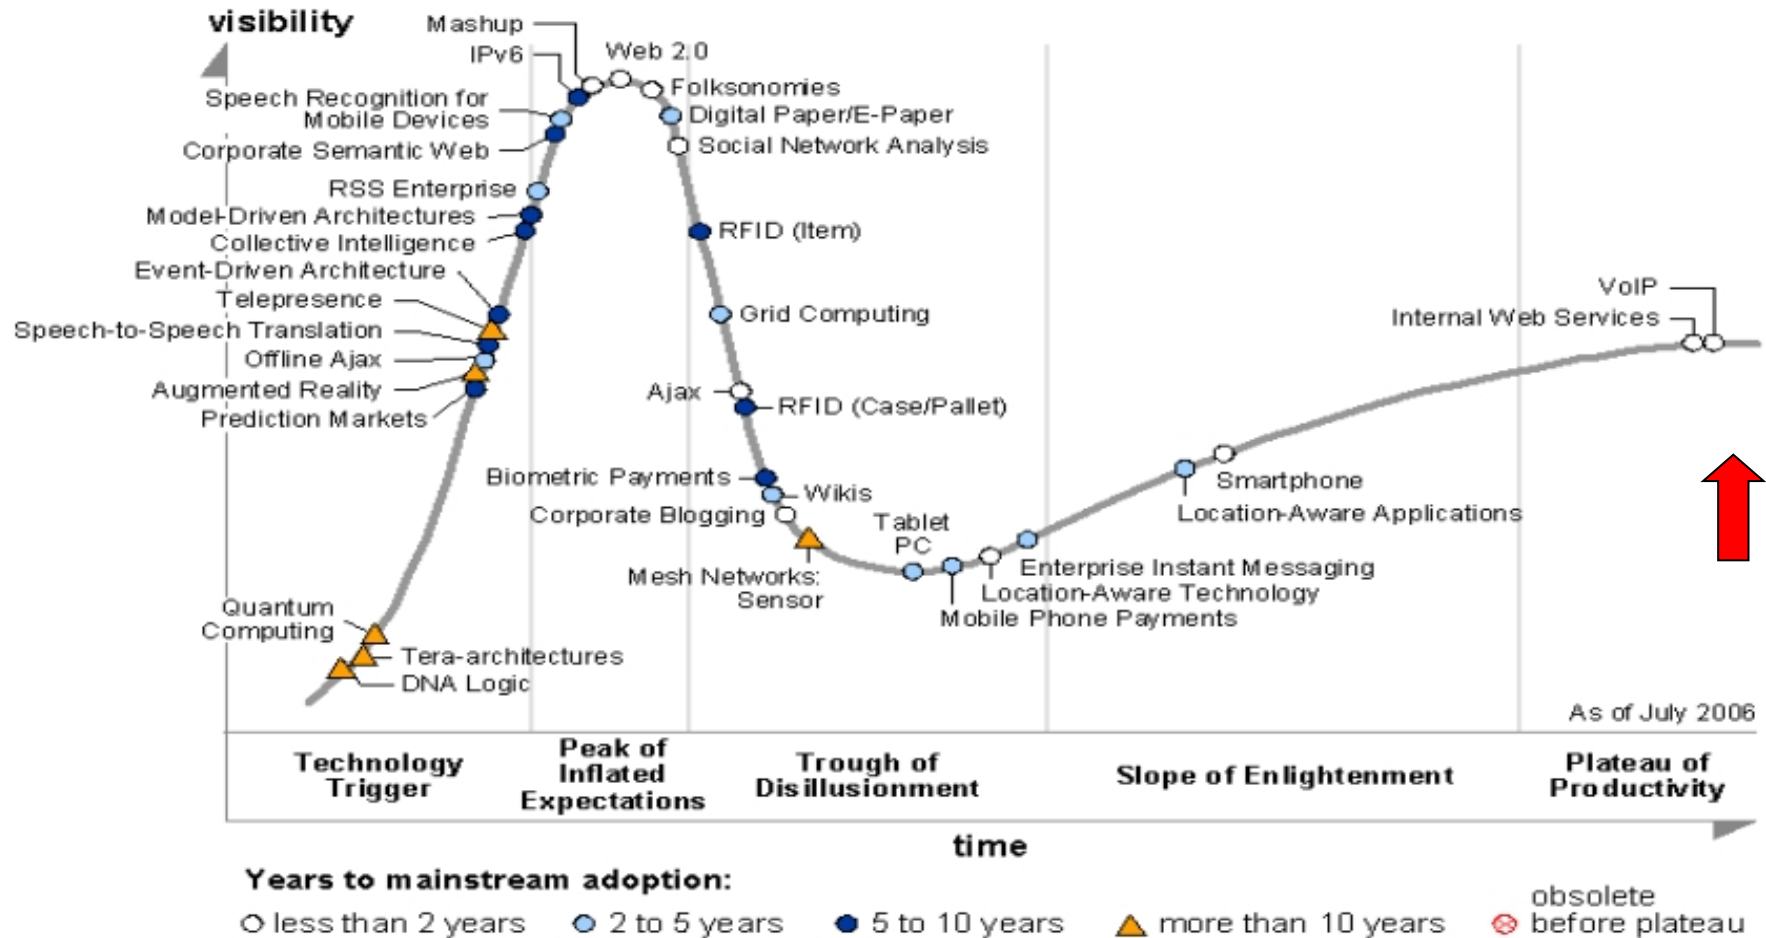 visibility
Mashup
IPv6
Web 2.0
Folksonomies
Speech Recognition for
Mobile Devices
Digital Paper/E-Paper
Corporate Semantic Web
Social Network Analysis
RSS Enterprise
Model-Driven Architectures
RFID (Item)
Collective Intelligence
Event-Driven Architecture
Telepresence
VoIP
Grid Computing
Internal Web Services
Speech-to-Speech Translation
Offline Ajax
Augmented Reality
Ajax
RFID (Case/Pallet)
Prediction Markets
Biometric Payments
Wikis
Smartphone
Corporate Blogging
Location-Aware Applications
Tablet
PC
Enterprise Instant Messaging
Mesh Networks:
Sensor
Location-Aware Technology
Mobile Phone Payments
Quantum
Computing
Tera-architectures
DNA Logic
As of July 2006
Technology
Trigger
Peak of
Inflated
Expectations
Trough of
Disillusionment
Slope of Enlightenment
Plateau of
Productivity
time
Years to mainstream adoption:
less than 2 years
2 to 5 years
5 to 10 years
more than 10 years
obsolete
before plateau